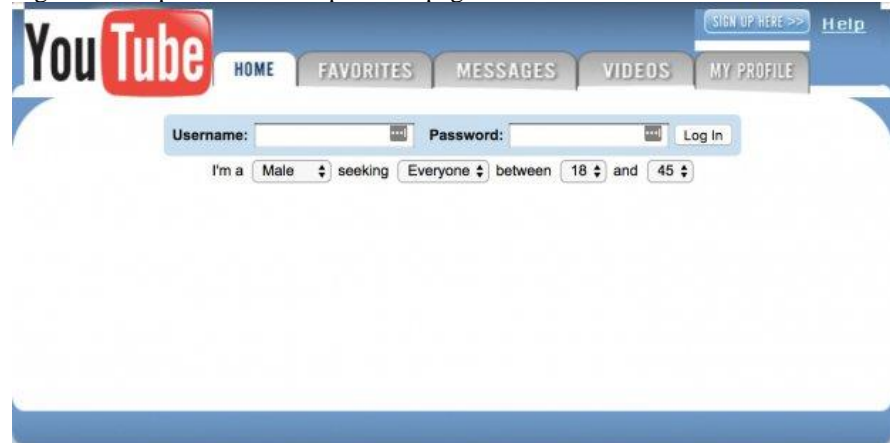 SIGN UP HERE >> Help
YouTube
HOME FAVORITES MESSAGES VIDEOS MY PROFILE
Username: Password: Log In
I'm a Male seeking Everyone between 18 and 45